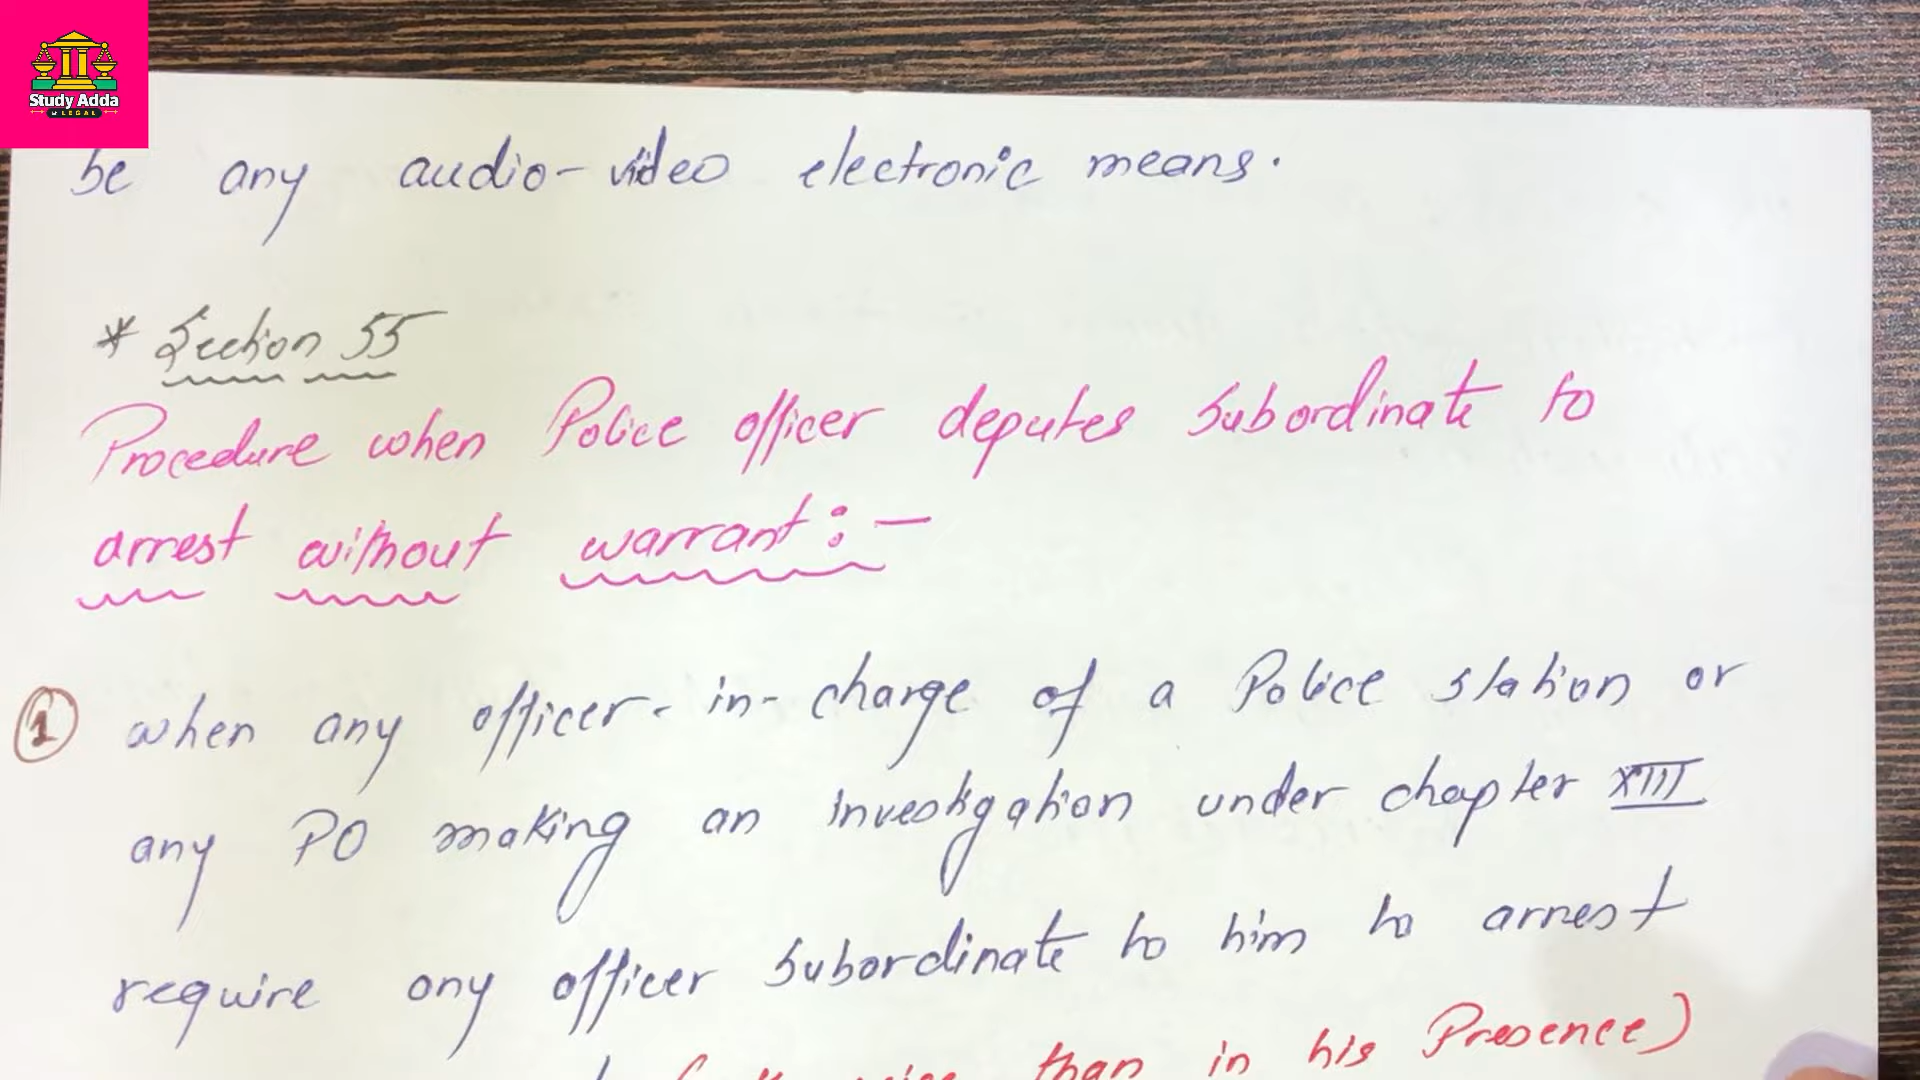 Study Adda
LEGAL
be any audio-video electronic means.
* Section 55
Procedure when Police officer deputes subordinate to
arrest without warrant:-
① when any officer-in-charge of a Police station or
any PO making an investigation under chapter XIII
require any officer subordinate to him to arrest
than in his Presence)